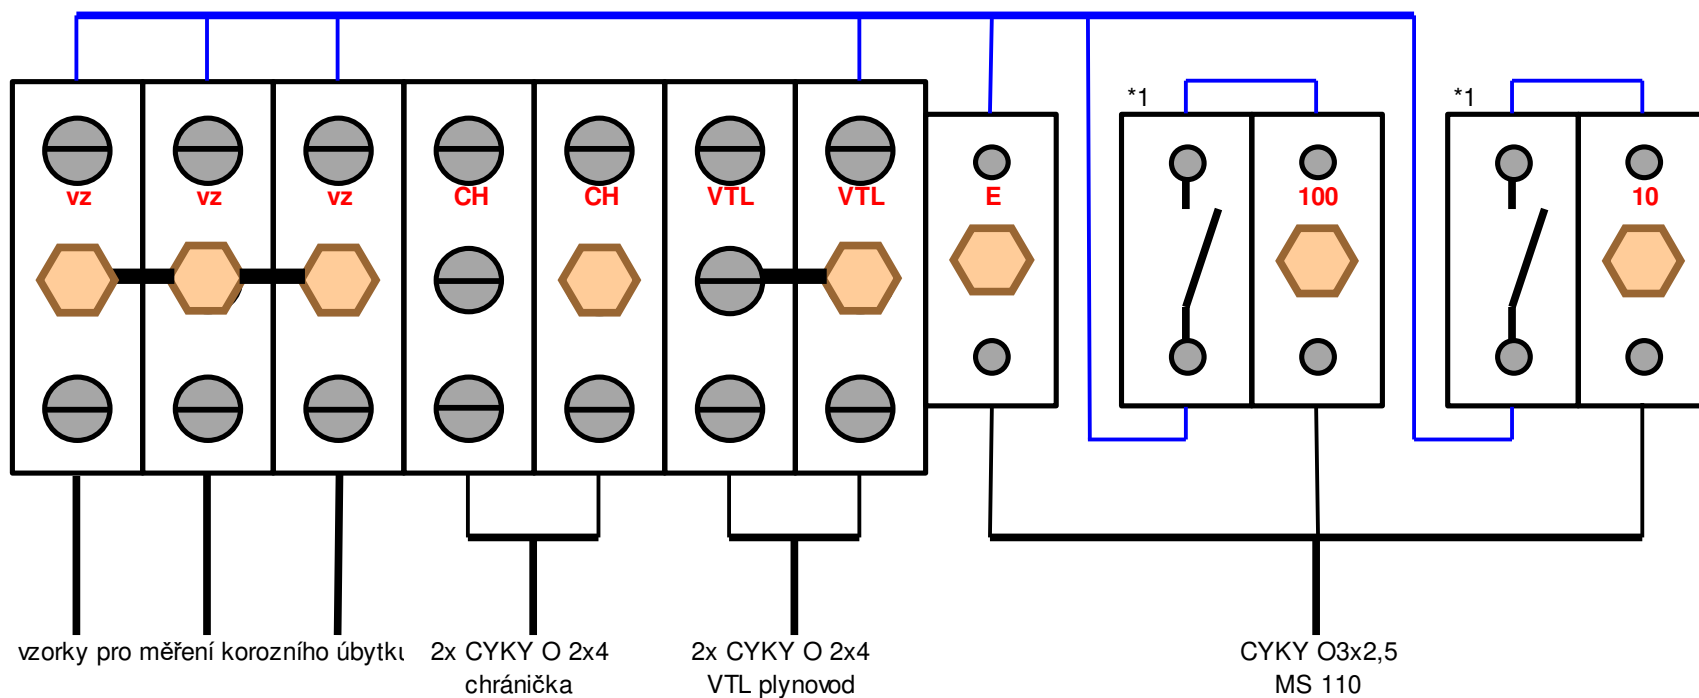 *1 *1
vz vz vz CH CH VTL VTL E 100 10
vzorky pro měření korozního úbytku 2x CYKY O 2x4 2x CYKY O 2x4 CYKY O3x2,5
chránička VTL plynovod MS 110